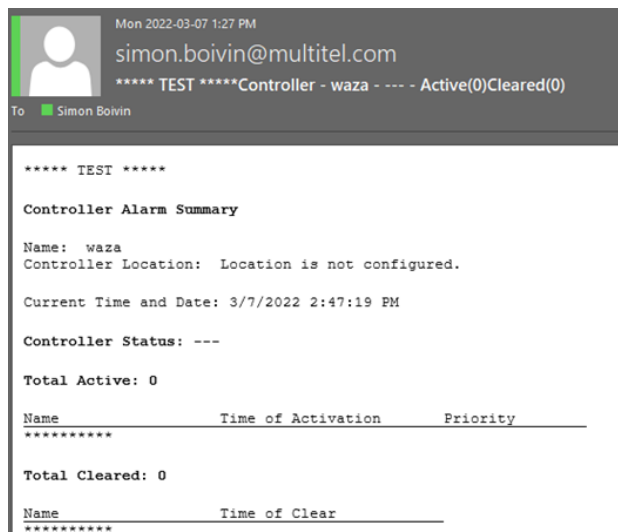 Mon 2022-03-07 1:27 PM
simon.boivin@multitel.com
***** TEST *****Controller - waza - --- - Active(0)Cleared(0)
To Simon Boivin
***** TEST *****
Controller Alarm Summary
Name: waza
Controller Location: Location is not configured.
Current Time and Date: 3/7/2022 2:47:19 PM
Controller Status: ---
Total Active: 0
Name Time of Activation Priority
**********
Total Cleared: 0
Name Time of Clear
**********